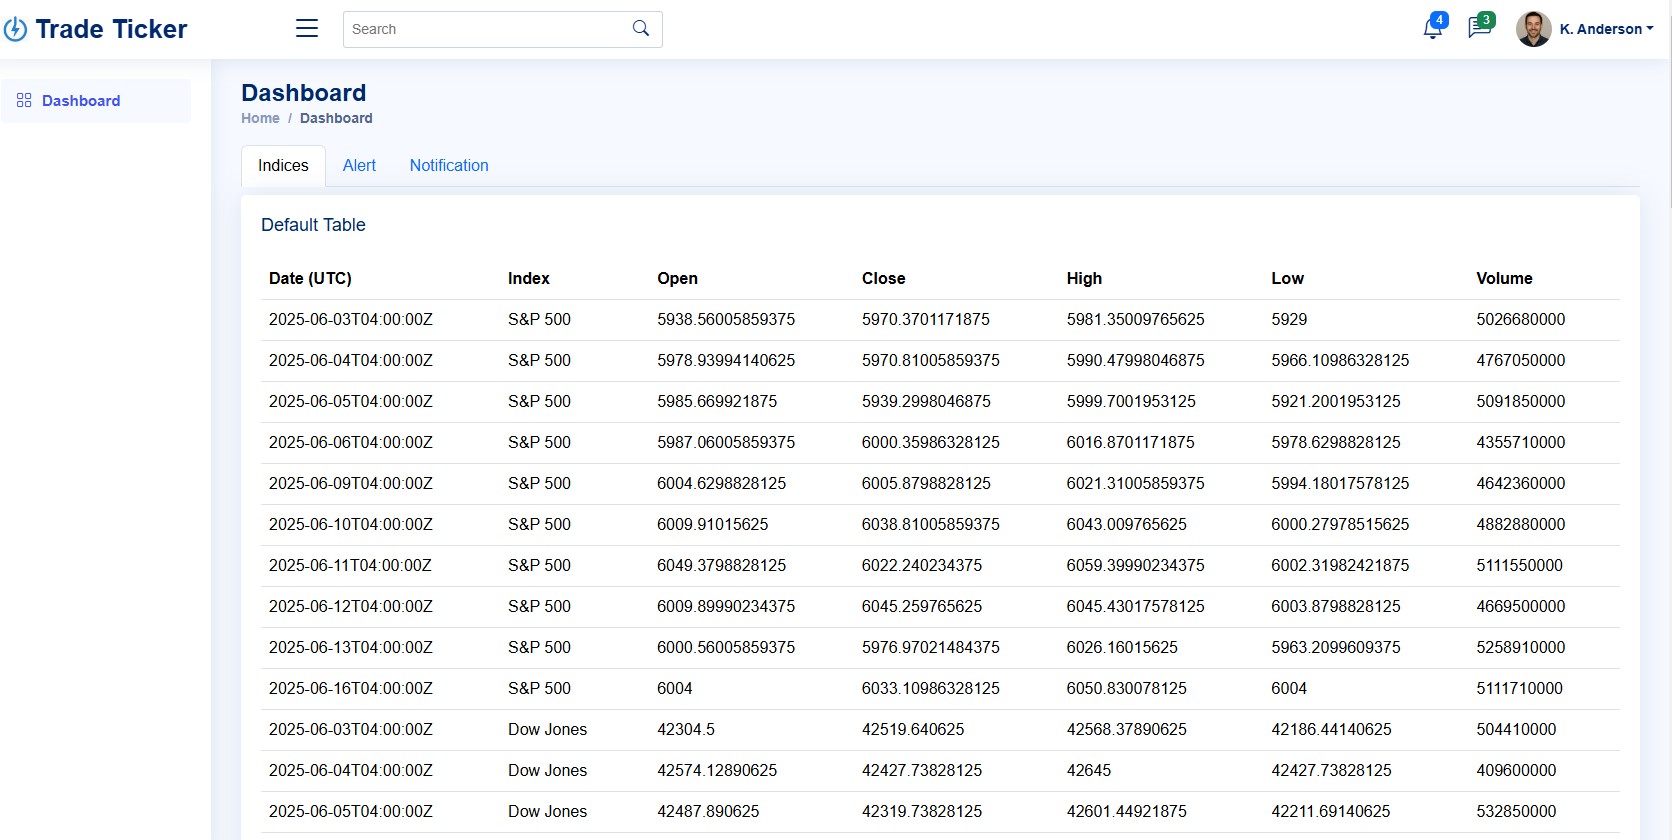 Trade Ticker
Search
4
3
K. Anderson
Dashboard
Dashboard
Home / Dashboard
Indices Alert Notification
Default Table
Date (UTC) Index Open Close High Low Volume
2025-06-03T04:00:00Z S&P 500 5938.56005859375 5970.3701171875 5981.35009765625 5929 5026680000
2025-06-04T04:00:00Z S&P 500 5978.93994140625 5970.81005859375 5990.47998046875 5966.10986328125 4767050000
2025-06-05T04:00:00Z S&P 500 5985.669921875 5939.2998046875 5999.7001953125 5921.2001953125 5091850000
2025-06-06T04:00:00Z S&P 500 5987.06005859375 6000.35986328125 6016.8701171875 5978.6298828125 4355710000
2025-06-09T04:00:00Z S&P 500 6004.6298828125 6005.8798828125 6021.31005859375 5994.18017578125 4642360000
2025-06-10T04:00:00Z S&P 500 6009.91015625 6038.81005859375 6043.009765625 6000.27978515625 4882880000
2025-06-11T04:00:00Z S&P 500 6049.3798828125 6022.240234375 6059.39990234375 6002.31982421875 5111550000
2025-06-12T04:00:00Z S&P 500 6009.89990234375 6045.259765625 6045.43017578125 6003.8798828125 4669500000
2025-06-13T04:00:00Z S&P 500 6000.56005859375 5976.97021484375 6026.16015625 5963.2099609375 5258910000
2025-06-16T04:00:00Z S&P 500 6004 6033.10986328125 6050.830078125 6004 5111710000
2025-06-03T04:00:00Z Dow Jones 42304.5 42519.640625 42568.37890625 42186.44140625 504410000
2025-06-04T04:00:00Z Dow Jones 42574.12890625 42427.73828125 42645 42427.73828125 409600000
2025-06-05T04:00:00Z Dow Jones 42487.890625 42319.73828125 42601.44921875 42211.69140625 532850000